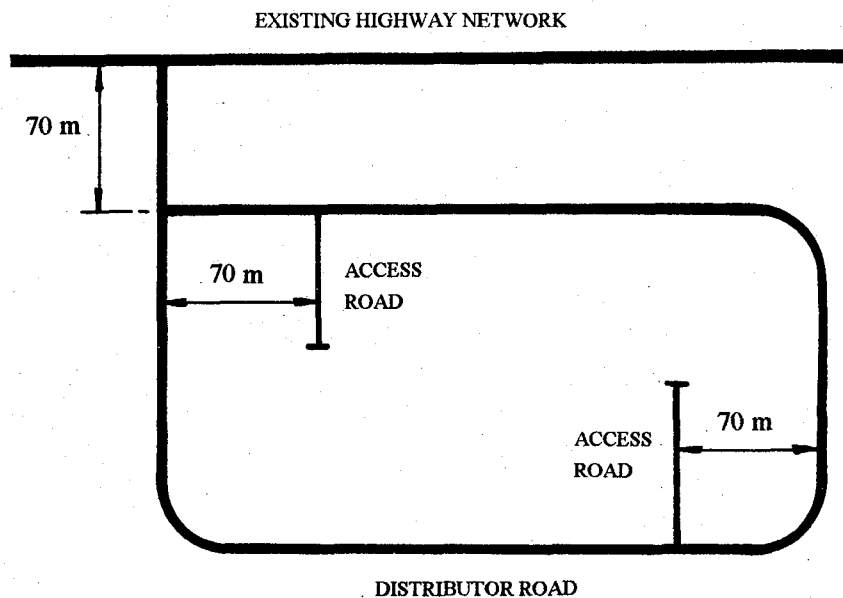 EXISTING HIGHWAY NETWORK
70 m
70 m
ACCESS
ROAD
ACCESS
ROAD
70 m
DISTRIBUTOR ROAD